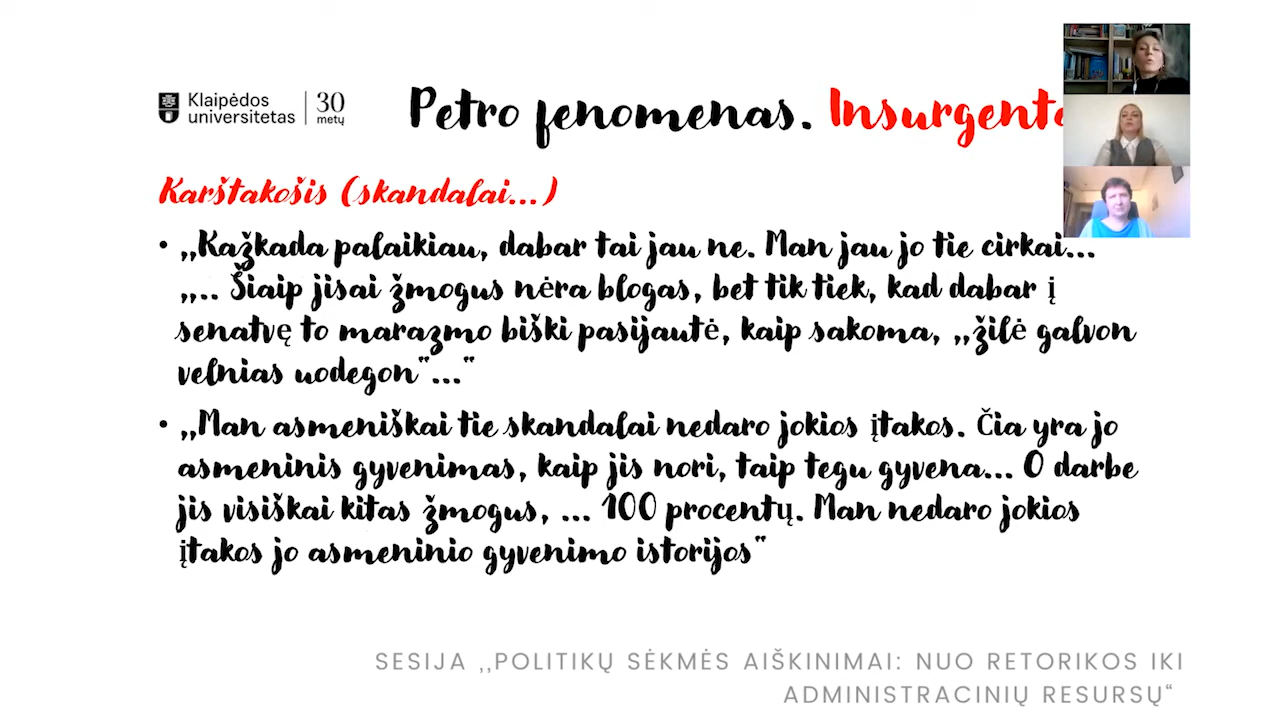 Klaipėdos
universitetas
30
metų
Petro fenomenas.
Karštakošis (skandalai...)
• ,,Kažkada palaikiau, dabar tai jau ne. Man jau jo tie cirkai...
,,.. Šiaip jisai žmogus nėra blogas, bet tik tiek, kad dabar į
senatvę to marazmo biški pasijautė, kaip sakoma, ,,žilė galvon
velnias uodegon“...“
• ,,Man asmeniškai tie skandalai nedaro jokios įtakos. Čia yra jo
asmeninis gyvenimas, kaip jis nori, taip tegu gyvena... O darbe
jis visiškai kitas žmogus, ... 100 procentų. Man nedaro jokios
įtakos jo asmeninio gyvenimo istorijos“
SESIJA ,,POLITIKŲ SĖKMĖS AIŠKINIMAI: NUO RETORIKOS IKI
ADMINISTRACINIŲ RESURSŲ“